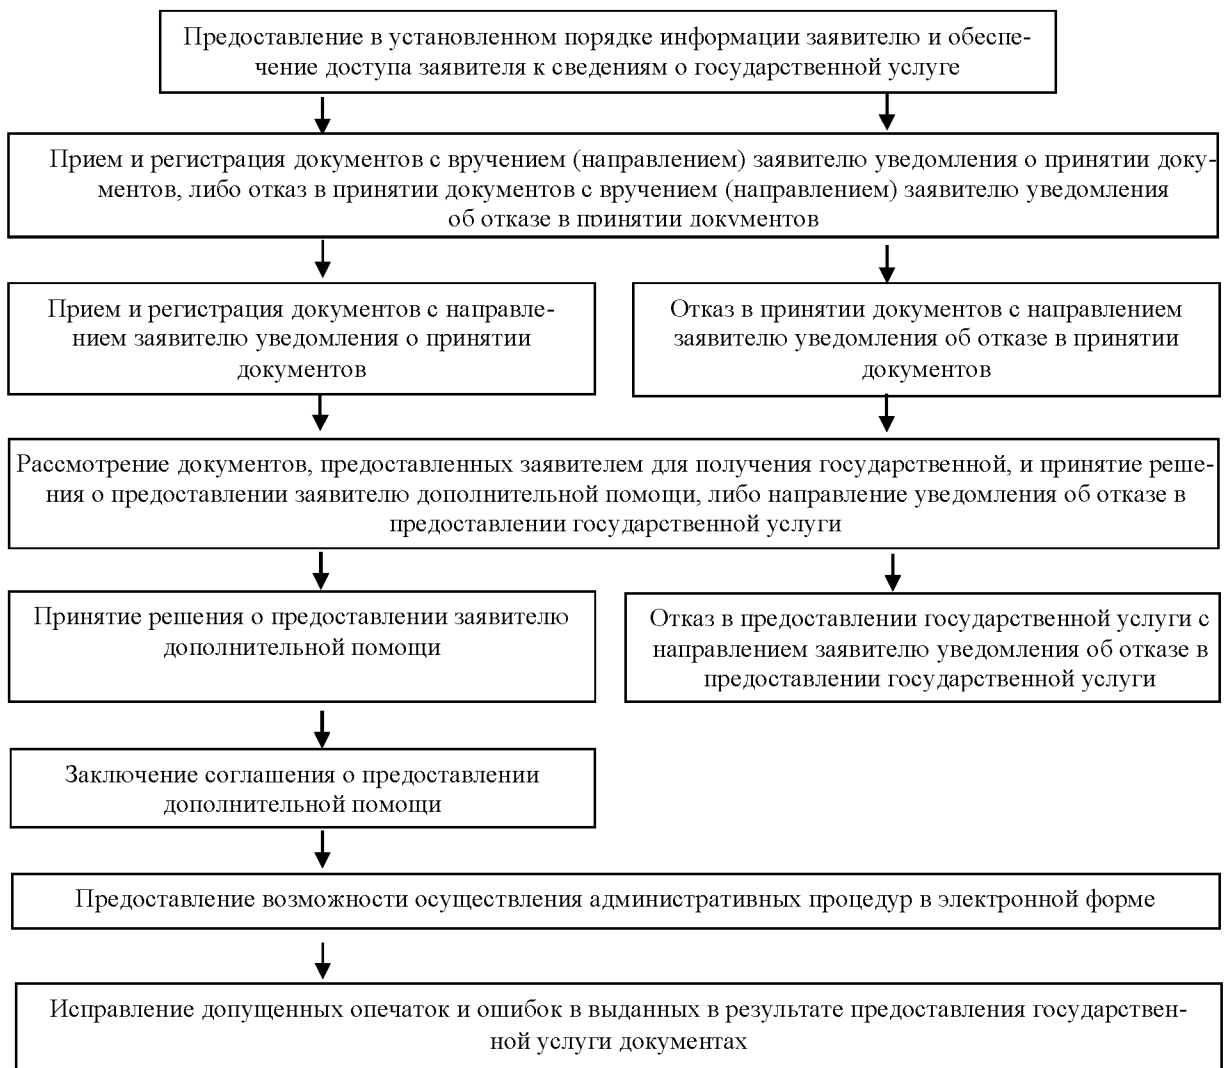 Предоставление в установленном порядке информации заявителю и обеспе-
чение доступа заявителя к сведениям о государственной услуге
Прием и регистрация документов с вручением (направлением) заявителю уведомления о принятии доку-
ментов, либо отказ в принятии документов с вручением (направлением) заявителю уведомления
об отказе в принятии документов
Прием и регистрация документов с направле-
нием заявителю уведомления о принятии
документов
Отказ в принятии документов с направлением
заявителю уведомления об отказе в принятии
документов
Рассмотрение документов, предоставленных заявителем для получения государственной, и принятие реше-
ния о предоставлении заявителю дополнительной помощи, либо направление уведомления об отказе в
предоставлении государственной услуги
Принятие решения о предоставлении заявителю
дополнительной помощи
Отказ в предоставлении государственной услуги с
направлением заявителю уведомления об отказе в
предоставлении государственной услуги
Заключение соглашения о предоставлении
дополнительной помощи
Предоставление возможности осуществления административных процедур в электронной форме
Исправление допущенных опечаток и ошибок в выданных в результате предоставления государствен-
ной услуги документах